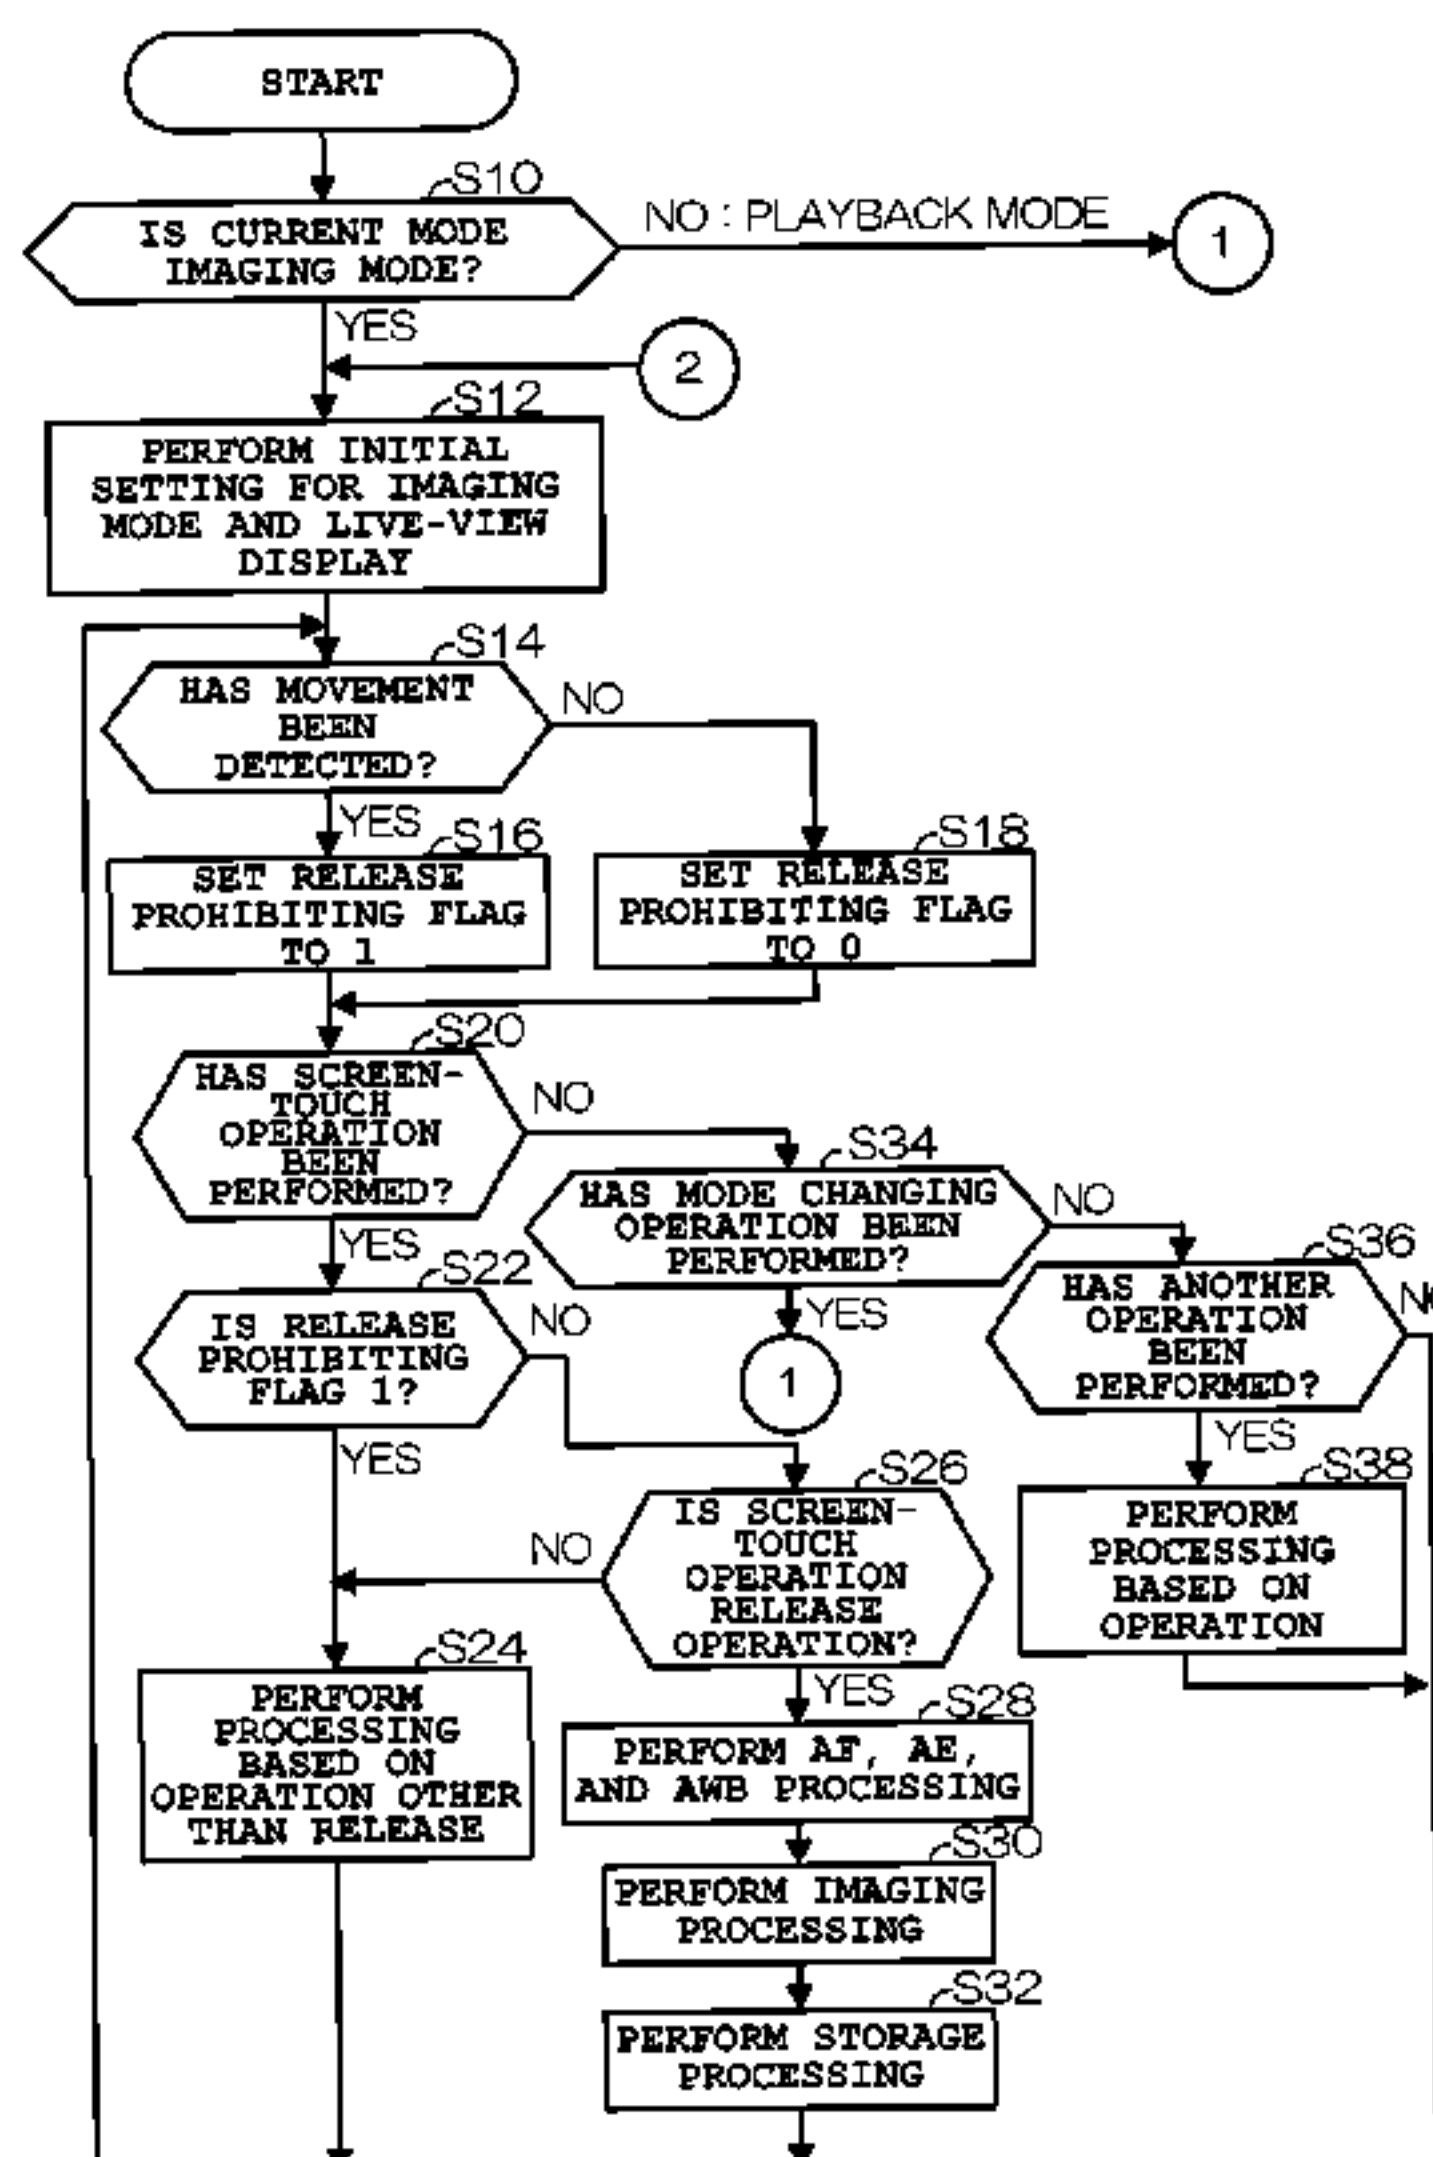 START
S10
IS CURRENT MODE
IMAGING MODE?
NO : PLAYBACK MODE
1
YES
2
S12
PERFORM INITIAL
SETTING FOR IMAGING
MODE AND LIVE-VIEW
DISPLAY
S14
HAS MOVEMENT
BEEN
DETECTED?
NO
YES
S16
SET RELEASE
PROHIBITING FLAG
TO 1
S18
SET RELEASE
PROHIBITING FLAG
TO 0
S20
HAS SCREEN-
TOUCH
OPERATION
BEEN
PERFORMED?
NO
YES
S34
HAS MODE CHANGING
OPERATION BEEN
PERFORMED?
NO
YES
1
S36
HAS ANOTHER
OPERATION
BEEN
PERFORMED?
YES
S38
PERFORM
PROCESSING
BASED ON
OPERATION
S22
IS RELEASE
PROHIBITING
FLAG 1?
NO
YES
S26
IS SCREEN-
TOUCH
OPERATION
RELEASE
OPERATION?
NO
YES
S24
PERFORM
PROCESSING
BASED ON
OPERATION OTHER
THAN RELEASE
S28
PERFORM AF, AE,
AND AWB PROCESSING
S30
PERFORM IMAGING
PROCESSING
S32
PERFORM STORAGE
PROCESSING